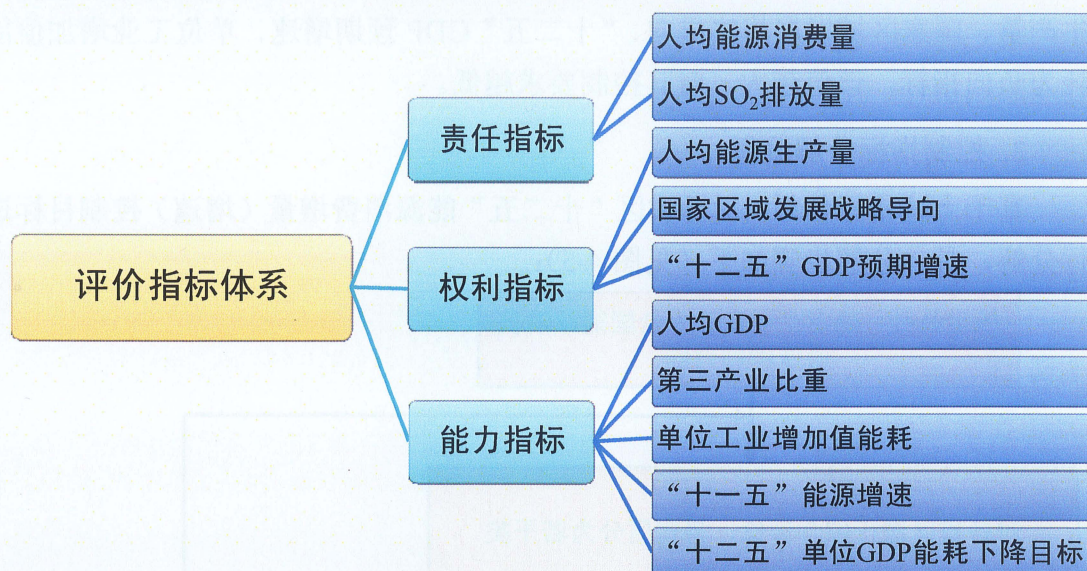 评价指标体系
责任指标
人均能源消费量
人均SO₂排放量
权利指标
人均能源生产量
国家区域发展战略导向
“十二五”GDP预期增速
能力指标
人均GDP
第三产业比重
单位工业增加值能耗
“十一五”能源增速
“十二五”单位GDP能耗下降目标